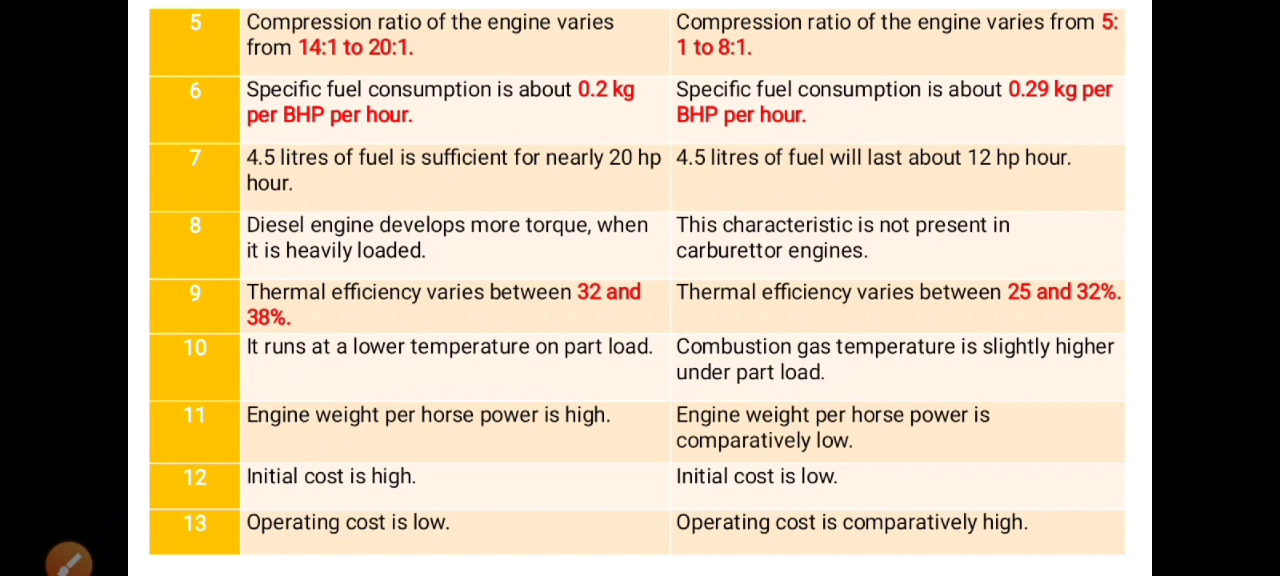 5 Compression ratio of the engine varies Compression ratio of the engine varies from 5:
from 14:1 to 20:1. 1 to 8:1.
6 Specific fuel consumption is about 0.2 kg Specific fuel consumption is about 0.29 kg per
per BHP per hour. BHP per hour.
7 4.5 litres of fuel is sufficient for nearly 20 hp 4.5 litres of fuel will last about 12 hp hour.
hour.
8 Diesel engine develops more torque, when This characteristic is not present in
it is heavily loaded. carburettor engines.
9 Thermal efficiency varies between 32 and Thermal efficiency varies between 25 and 32%.
38%.
10 It runs at a lower temperature on part load. Combustion gas temperature is slightly higher
under part load.
11 Engine weight per horse power is high. Engine weight per horse power is
comparatively low.
12 Initial cost is high. Initial cost is low.
13 Operating cost is low. Operating cost is comparatively high.